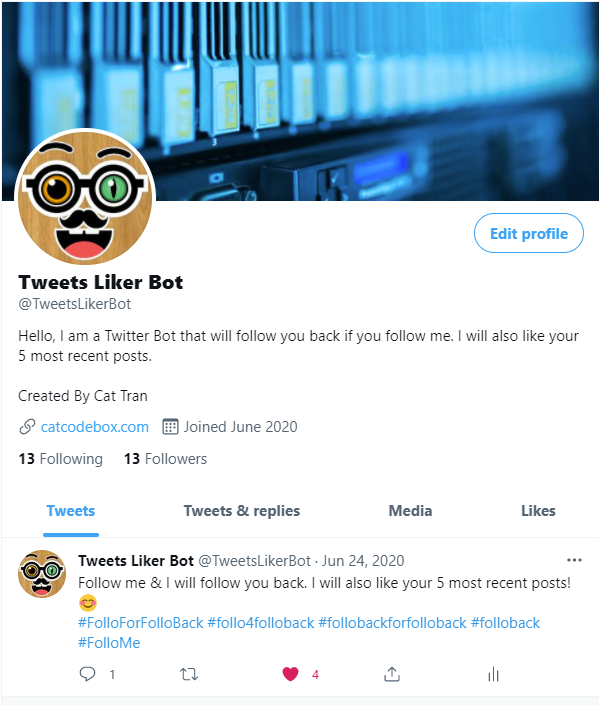 3
Edit profile
Tweets Liker Bot
@TweetsLikerBot
Hello, I am a Twitter Bot that will follow you back if you follow me. I will also like your
5 most recent posts.
Created By Cat Tran
catcodebox.com Joined June 2020
13 Following 13 Followers
Tweets Tweets & replies Media Likes
Tweets Liker Bot @TweetsLikerBot · Jun 24, 2020
Follow me & I will follow you back. I will also like your 5 most recent posts!
😊
#FolloForFolloBack #follo4folloback #follobackforfolloback #folloback
#FolloMe
1 4